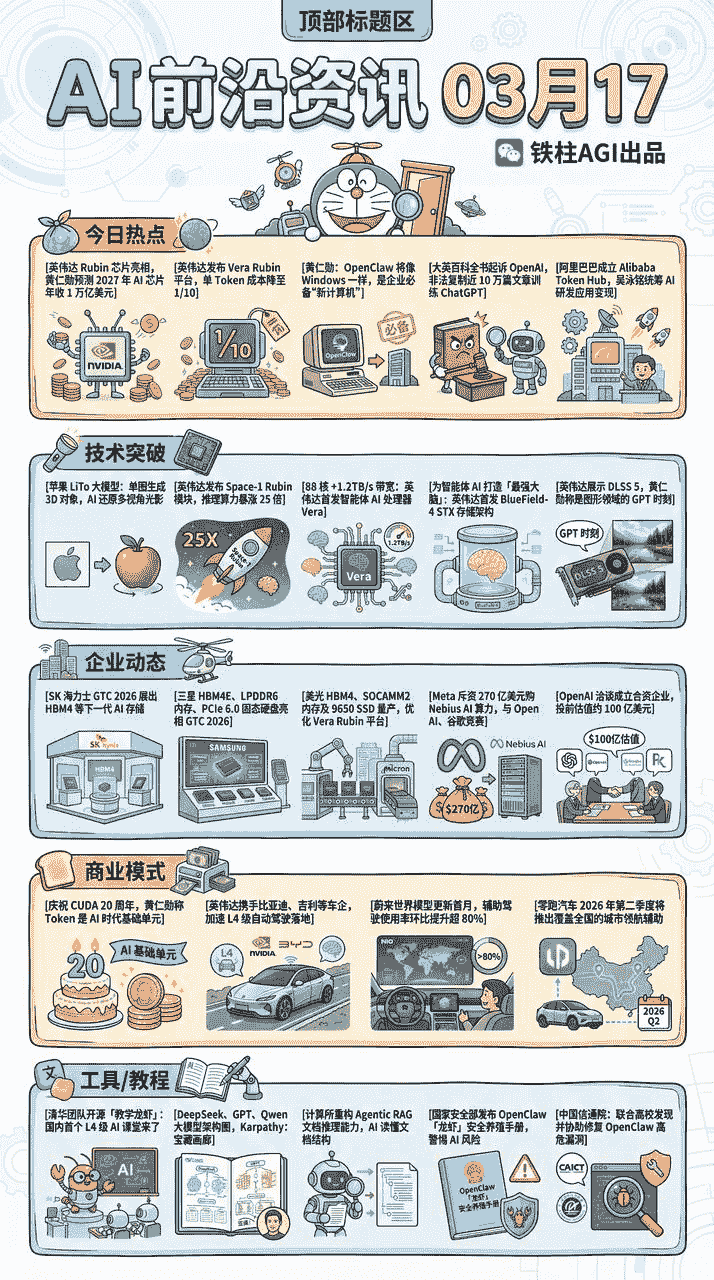 顶部标题区
AI前沿资讯 03月17
铁柱AGI出品
今日热点
[英伟达 Rubin 芯片亮相，
黄仁勋预测 2027 年 AI 芯片
年收 1 万亿美元]
NVIDIA.
[英伟达发布 Vera Rubin
平台，单 Token 成本降至
1/10]
1/10
[黄仁勋：OpenClaw 将像
Windows 一样，是企业必
备“新计算机”]
OpenClaw
必备
[大英百科全书起诉 OpenAI,
非法复制近 10 万篇文章训
练 ChatGPT]
[阿里巴巴成立 Alibaba
Token Hub，吴泳铭统筹 AI
研发应用变现]
技术突破
[苹果 LiTo 大模型：单图生成
3D 对象，AI 还原多视角光影
[英伟达发布 Space-1 Rubin
模块，推理算力暴涨 25 倍]
25X
Space-1
Rubin
[88 核 +1.2TB/s 带宽：英
伟达首发智能体 AI 处理器
Vera]
1.2TB/s
Vera
[为智能体 AI 打造「最强大
脑」：英伟达首发 BlueField-
4 STX 存储架构
[英伟达展示 DLSS 5，黄仁
勋称是图形领域的 GPT 时刻]
GPT 时刻
DLSS 5
企业动态
[SK 海力士 GTC 2026 展出
HBM4 等下一代 AI 存储
SK hynix
HBM4
[三星 HBM4E、LPDDR6
内存、PCIe 6.0 固态硬盘亮
相 GTC 2026]
SAMSUNG
[美光 HBM4、SOCAMM2
内存及 9650 SSD 量产，优
化 Vera Rubin 平台]
Micron
[Meta 斥资 270 亿美元购
Nebius AI 算力，与 Open
AI、谷歌竞赛]
Nebius AI
$270亿
[OpenAI 洽谈成立合资企业，
投前估值约 100 亿美元]
$100亿估值
商业模式
[庆祝 CUDA 20 周年，黄仁勋称
Token 是 AI 时代基础单元]
20
AI 基础单元
[英伟达携手比亚迪、吉利等车企，
加速 L4 级自动驾驶落地]
L4
NVIDIA.
BYD
[蔚来世界模型更新首月，辅助驾
驶使用率环比提升超 80%]
NIO
>80%
[零跑汽车 2026 年第二季度将
推出覆盖全国的城市领航辅助
2026
Q2
工具/教程
文
[清华团队开源「教学龙虾」：
国内首个 L4 级 AI 课堂来了
AI
[DeepSeek、GPT、Qwen
大模型架构图，Karpathy：
宝藏画廊]
[计算所重构 Agentic RAG
文档推理能力，AI 读懂文
档结构]
[国家安全部发布 OpenClaw
「龙虾」安全养殖手册，
警惕 AI 风险
OpenClaw
「龙虾」
安全养殖手册
[中国信通院：联合高校发现
并协助修复 OpenClaw 高
危漏洞]
CAICT